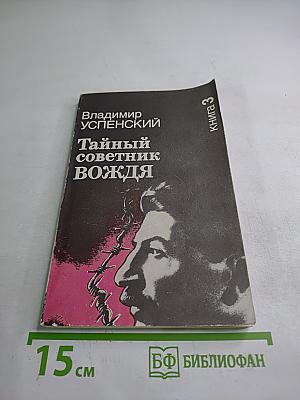 Владимир
УСПЕНСКИЙ
КНИГА 3
Тайный
советник
ВОЖДЯ
15 см
БФ БИБЛИОФАН